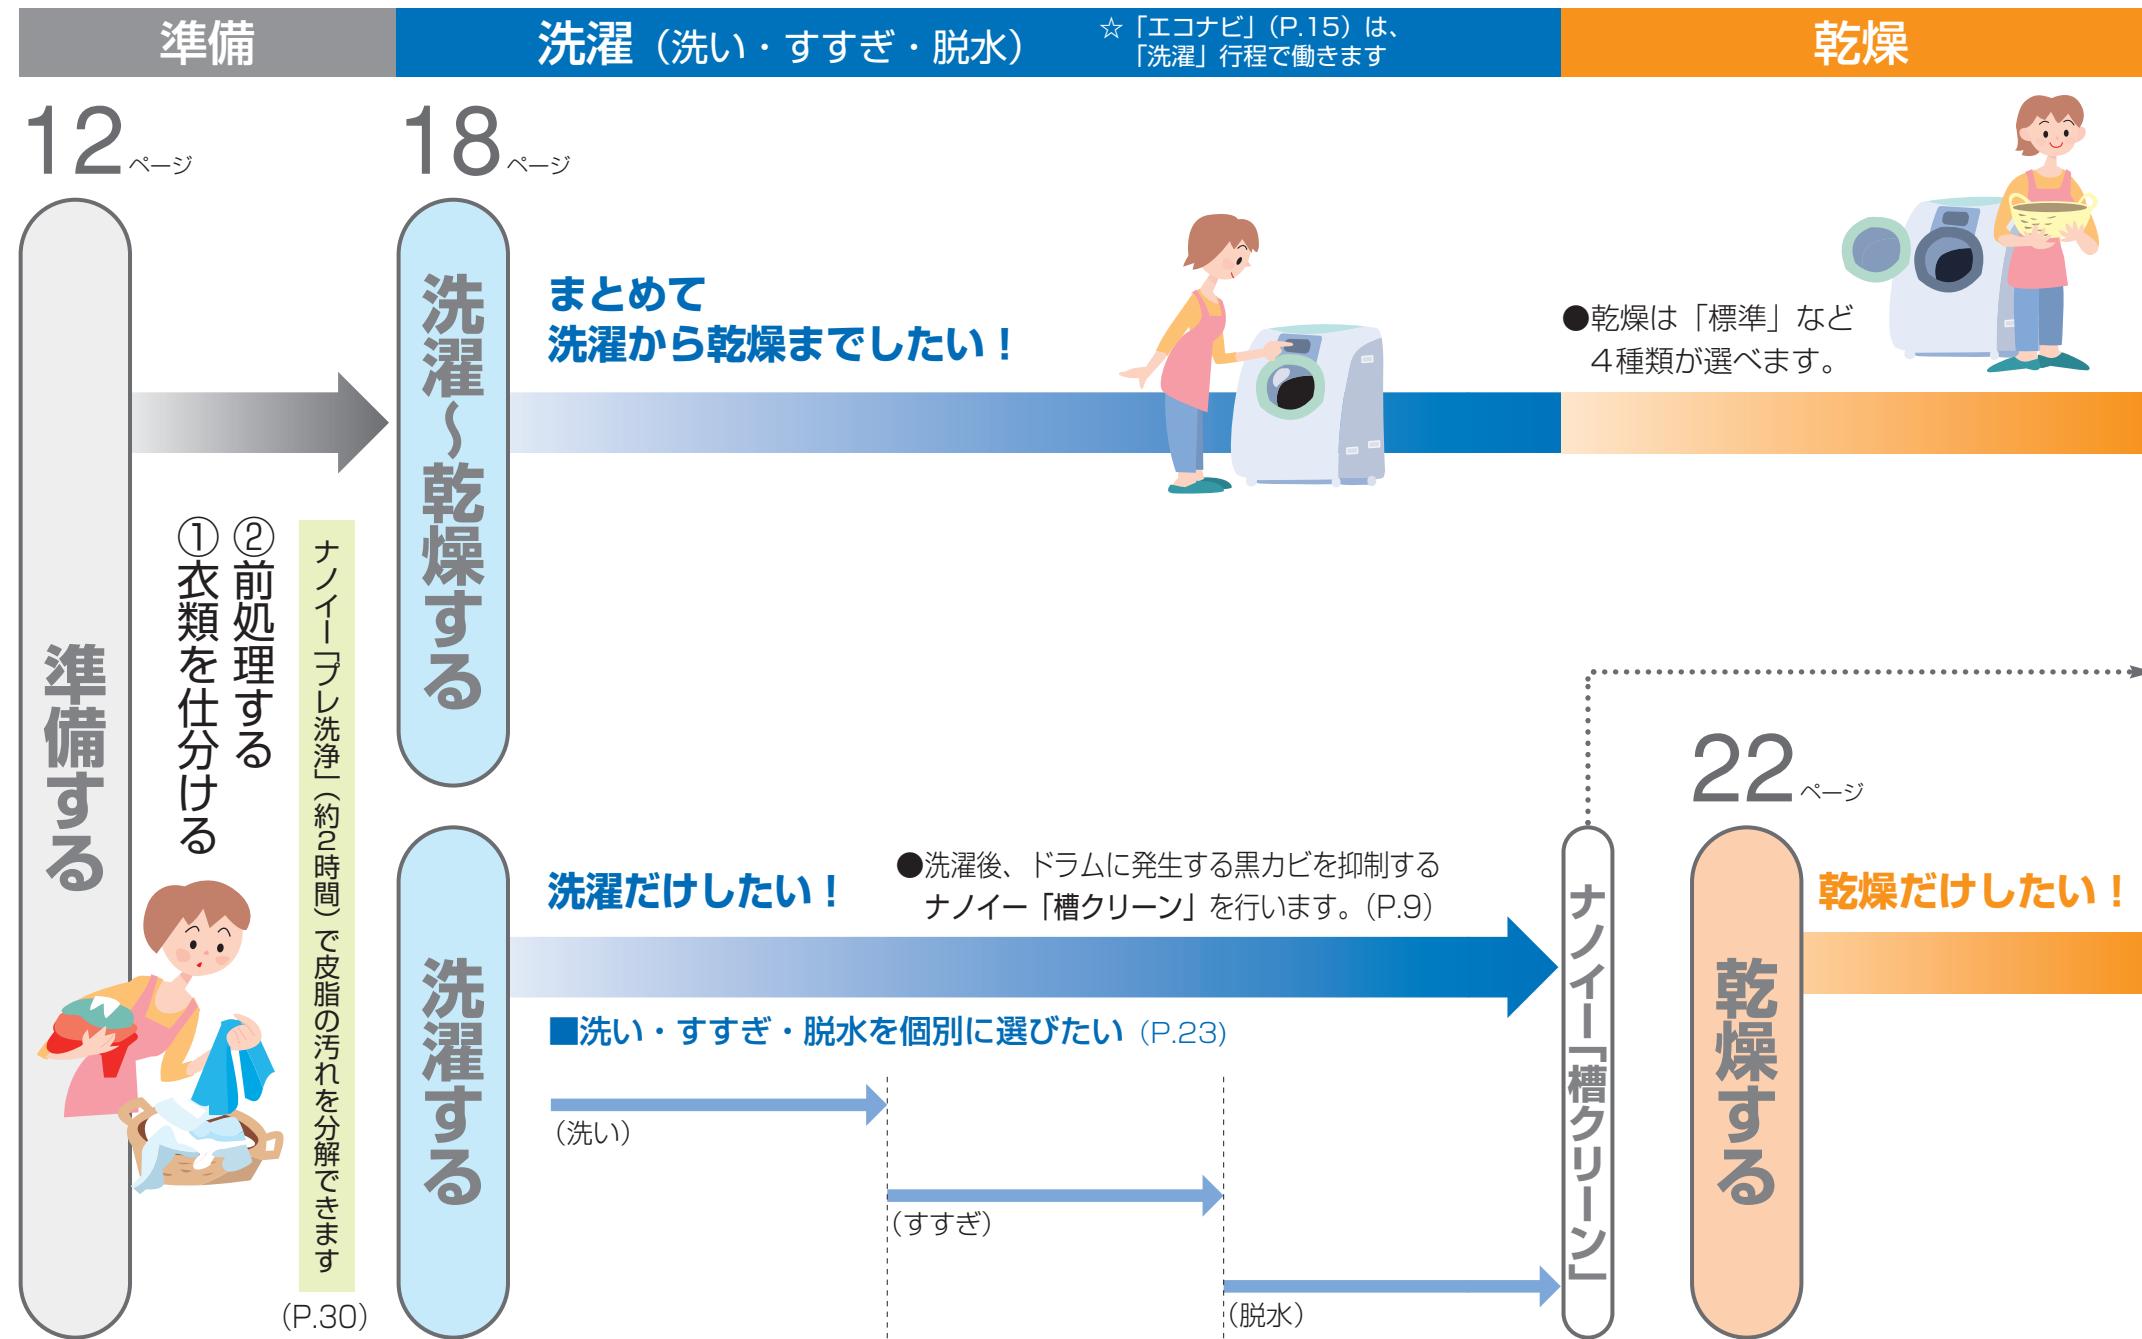 準備
洗濯（洗い・すすぎ・脱水）
☆「エコナビ」(P.15) は、
「洗濯」行程で働きます
乾燥
12ページ
準備する
①衣類を仕分ける
②前処理する
ナノイー「プレ洗浄」（約2時間）で皮脂の汚れを分解できます
(P.30)
18ページ
洗濯～乾燥する
まとめて
洗濯から乾燥までしたい！
●乾燥は「標準」など
４種類が選べます。
洗濯する
洗濯だけしたい！
●洗濯後、ドラムに発生する黒カビを抑制する
ナノイー「槽クリーン」を行います。(P.9)
■洗い・すすぎ・脱水を個別に選びたい (P.23)
（洗い）
（すすぎ）
（脱水）
ナノイー「槽クリーン」
22ページ
乾燥する
乾燥だけしたい！